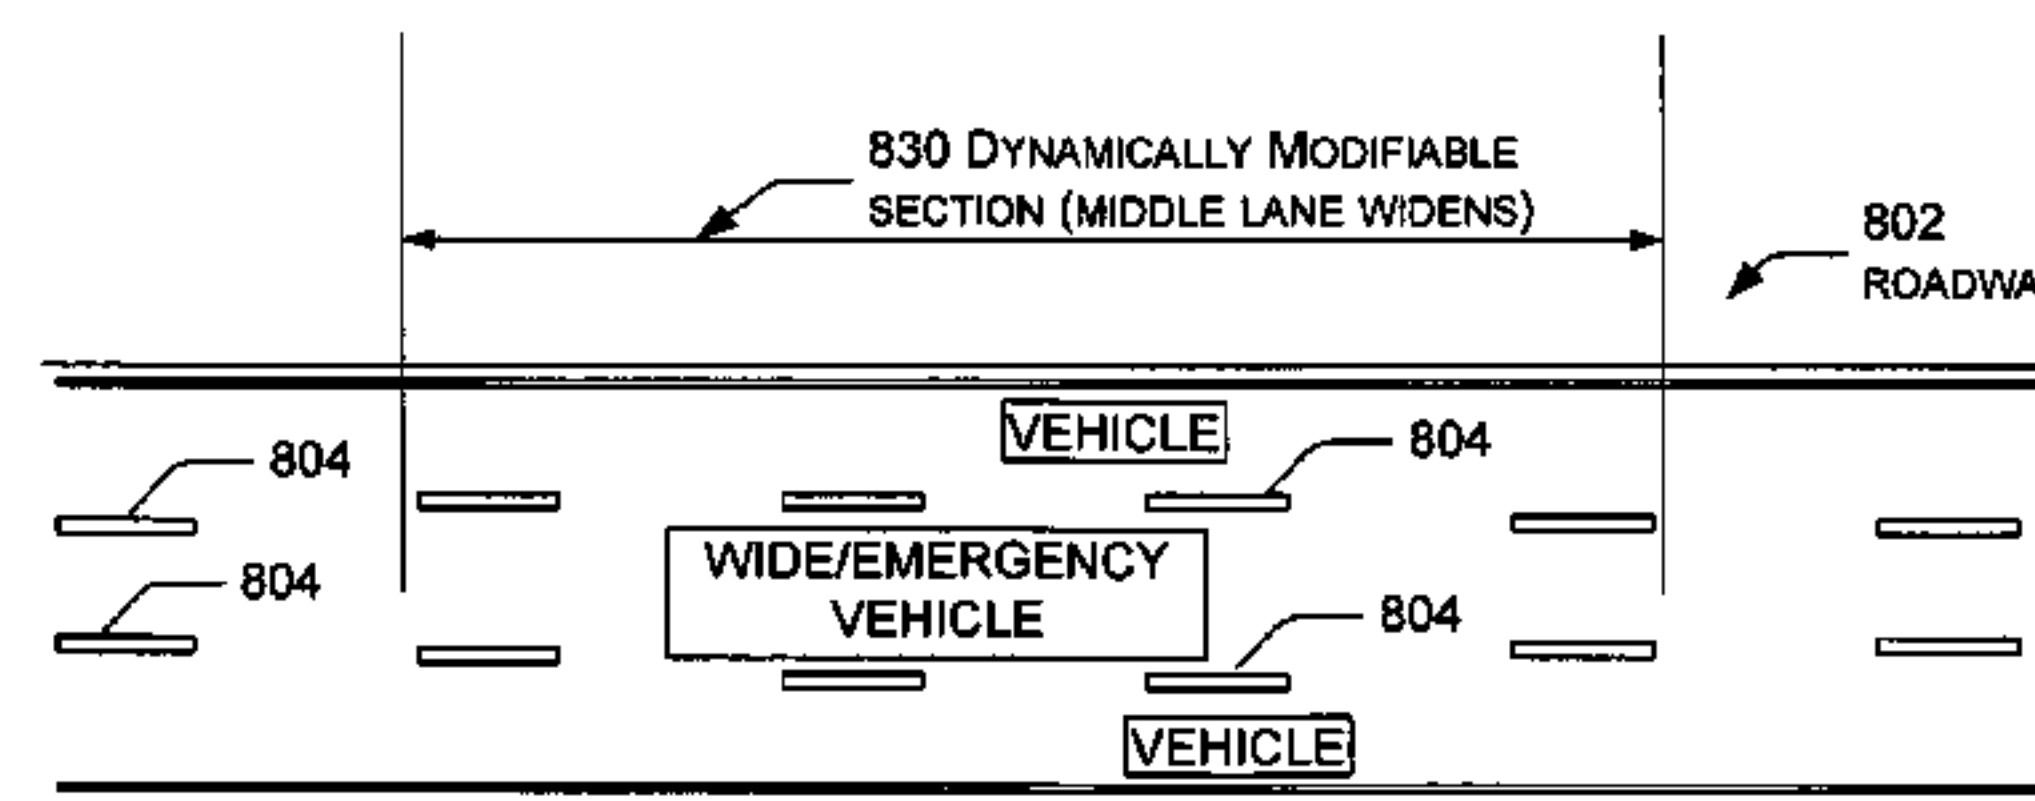 830 DYNAMICALLY MODIFIABLE
SECTION (MIDDLE LANE WIDENS)
802
ROADWA
VEHICLE
804
804
WIDE/EMERGENCY
VEHICLE
804
804
VEHICLE